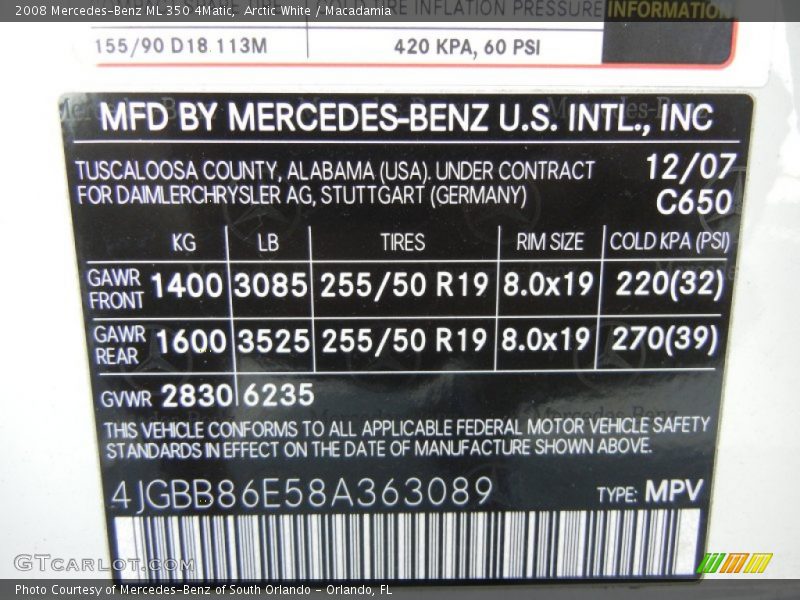 2008 Mercedes-Benz ML 350 4Matic, Arctic White / Macadamia
INFLATION PRESSURE INFORMATION
155/90 D18 113M 420 KPA, 60 PSI
MFD BY MERCEDES-BENZ U.S. INTL., INC
TUSCALOOSA COUNTY, ALABAMA (USA). UNDER CONTRACT 12/07
FOR DAIMLERCHRYSLER AG, STUTTGART (GERMANY) C650
KG LB TIRES RIM SIZE COLD KPA (PSI)
GAWR FRONT 1400 3085 255/50 R19 8.0x19 220(32)
GAWR REAR 1600 3525 255/50 R19 8.0x19 270(39)
GVWR 2830 6235
THIS VEHICLE CONFORMS TO ALL APPLICABLE FEDERAL MOTOR VEHICLE SAFETY
STANDARDS IN EFFECT ON THE DATE OF MANUFACTURE SHOWN ABOVE.
4JGBB86E58A363089 TYPE: MPV
GTCARLOT.COM
Photo Courtesy of Mercedes-Benz of South Orlando - Orlando, FL